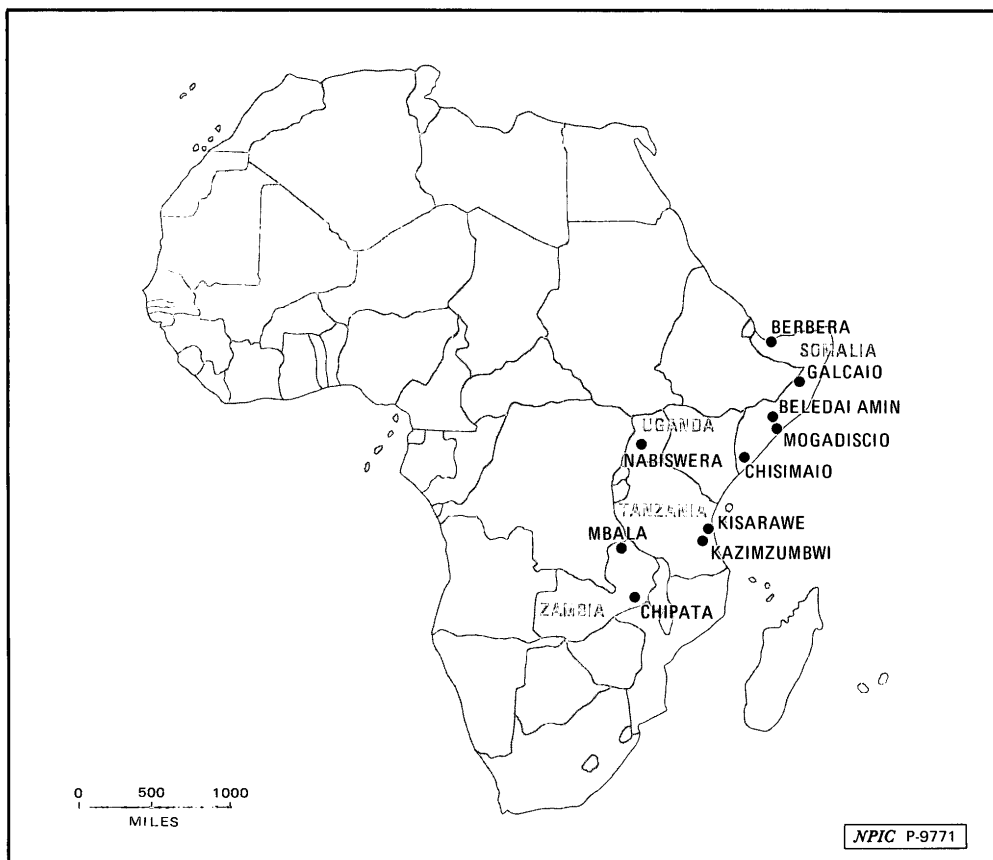 BERBERA
SOMALIA
GALCAIO
BELEDAI AMIN
UGANDA
MOGADISCIO
NABISWERA
CHISIMAIO
TANZANIA
KISARAWE
MBALA
KAZIMZUMBWI
ZAMBIA
CHIPATA
0 500 1000
MILES
NPIC P-9771